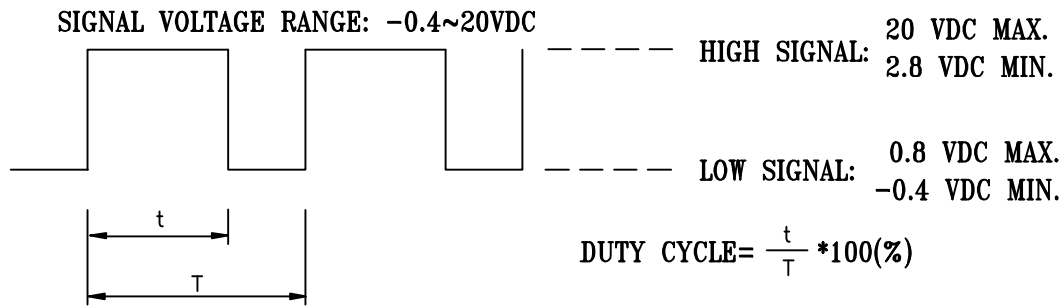 SIGNAL VOLTAGE RANGE: -0.4~20VDC
HIGH SIGNAL: 20 VDC MAX.
2.8 VDC MIN.
LOW SIGNAL: 0.8 VDC MAX.
-0.4 VDC MIN.
t
T
DUTY CYCLE= t/T *100(%)